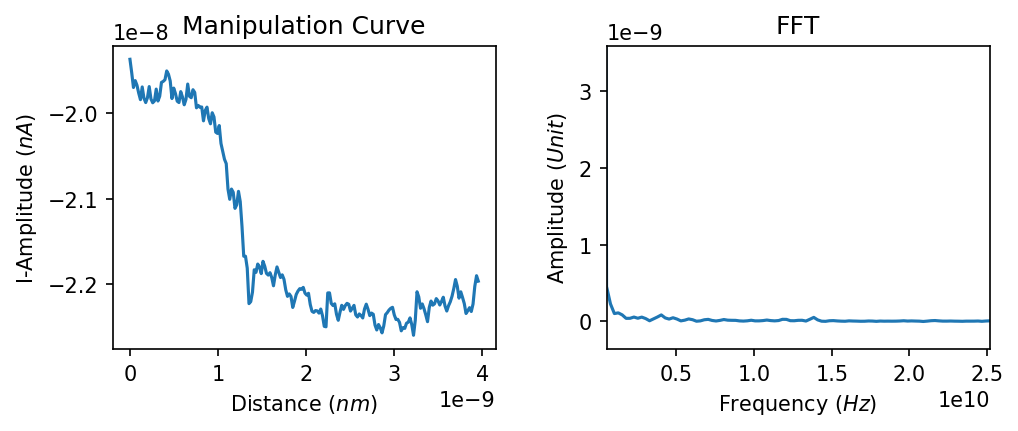 Manipulation Curve
1e−8
−2.0
−2.1
−2.2
I-Amplitude (nA)
0 1 2 3 4
Distance (nm)
1e−9
FFT
1e−9
3
2
1
0
Amplitude (Unit)
0.5 1.0 1.5 2.0 2.5
Frequency (Hz)
1e10